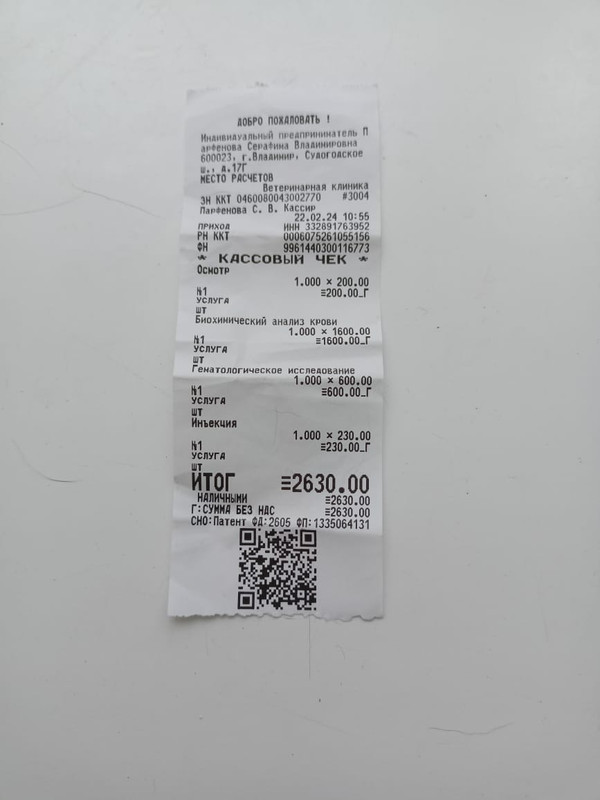 ДОБРО ПОЖАЛОВАТЬ !
Индивидуальный предприниматель П
арфенова Серафина Владимировна
600023, г.Владимир, Судогодское
ш., д.17Г
МЕСТО РАСЧЕТОВ
Ветеринарная клиника
ЗН ККТ 0460080043002770 #3004
Парфенова С. В. Кассир
22.02.24 10:55
ПРИХОД ИНН 332891763952
РН ККТ 0006075261055156
ФН 9961440300116773
* КАССОВЫЙ ЧЕК *
Осмотр
1.000 × 200.00
№1 ≡200.00_Г
УСЛУГА
шт
Биохимический анализ крови
1.000 × 1600.00
№1 ≡1600.00_Г
УСЛУГА
шт
Гематологическое исследование
1.000 × 600.00
№1 ≡600.00_Г
УСЛУГА
шт
Инъекция
1.000 × 230.00
№1 ≡230.00_Г
УСЛУГА
шт
ИТОГ ≡2630.00
НАЛИЧНЫМИ ≡2630.00
Г:СУММА БЕЗ НДС ≡2630.00
СНО:Патент ФД:2605 ФП:1335064131